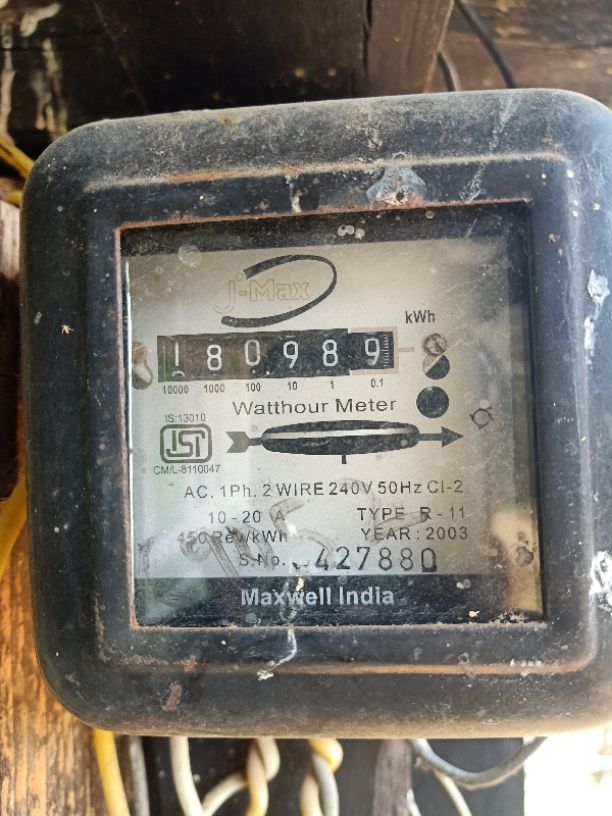 J-Max
kWh
180989
10000 1000 100 10 1 0.1
Watthour Meter
IS:13010
CM/L-8110047
AC. 1Ph. 2 WIRE 240V 50Hz Cl-2
10-20 A TYPE R-11
450 Rev/kWh YEAR: 2003
S.No. 427880
Maxwell India